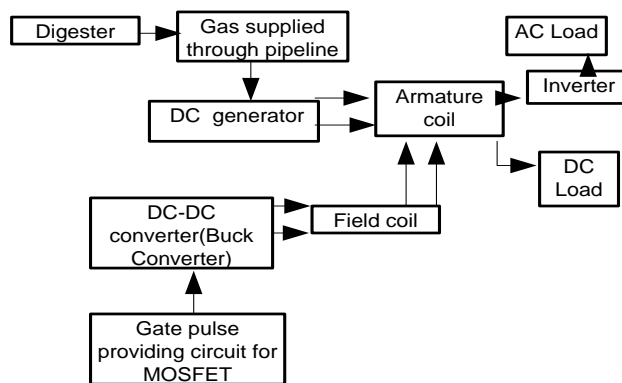 Digester
Gas supplied
through pipeline
AC Load
Inverter
DC generator
Armature
coil
DC
Load
DC-DC
converter(Buck
Converter)
Field coil
Gate pulse
providing circuit for
MOSFET